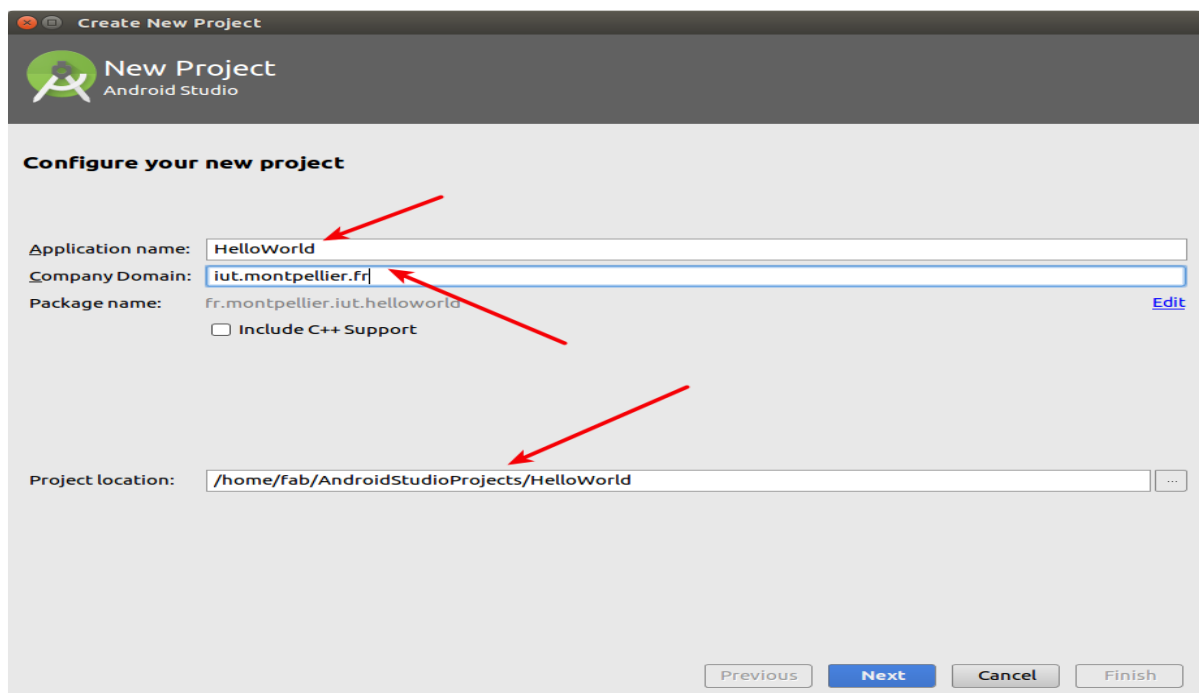 Create New Project
New Project
Android Studio
Configure your new project
Application name: HelloWorld
Company Domain: iut.montpellier.fr
Package name: fr.montpellier.iut.helloworld Edit
Include C++ Support
Project location: /home/fab/AndroidStudioProjects/HelloWorld ...
Previous Next Cancel Finish